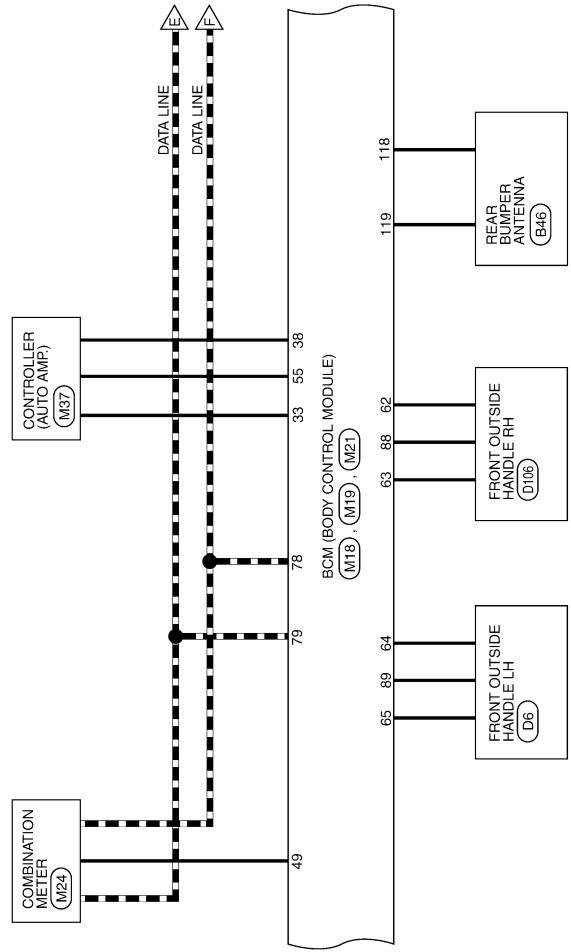 E
F
DATA LINE
DATA LINE
COMBINATION
METER
M24
CONTROLLER
(AUTO AMP.)
M37
49
79
78
33
55
38
BCM (BODY CONTROL MODULE)
M18 , M19 , M21
65
89
64
63
88
62
119
118
FRONT OUTSIDE
HANDLE LH
D6
FRONT OUTSIDE
HANDLE RH
D106
REAR
BUMPER
ANTENNA
B46